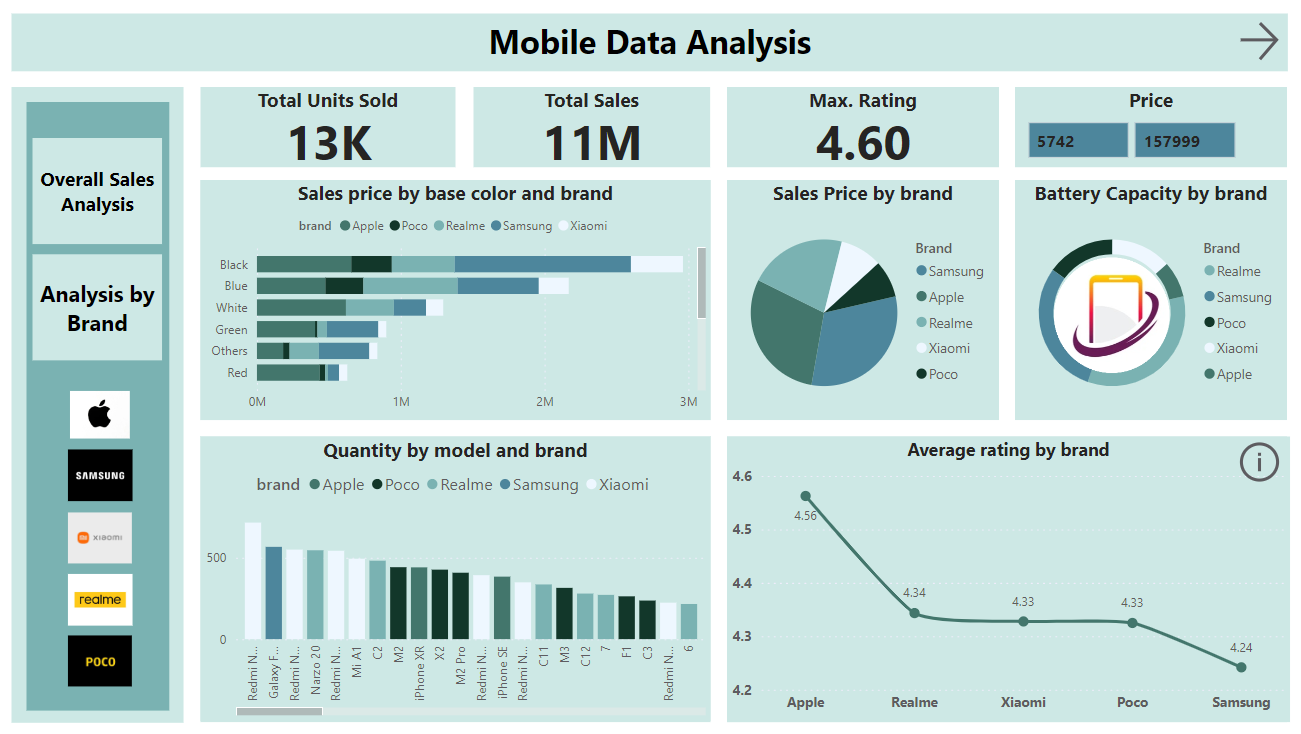 Mobile Data Analysis
Overall Sales
Analysis
Analysis by
Brand
SAMSUNG
xiaomi
realme
POCO
Total Units Sold
13K
Total Sales
11M
Max. Rating
4.60
Price
5742
157999
Sales price by base color and brand
brand Apple Poco Realme Samsung Xiaomi
Black
Blue
White
Green
Others
Red
0M 1M 2M 3M
Sales Price by brand
Brand
Samsung
Apple
Realme
Xiaomi
Poco
Battery Capacity by brand
Brand
Realme
Samsung
Poco
Xiaomi
Apple
Quantity by model and brand
brand Apple Poco Realme Samsung Xiaomi
500
0
Redmi N...
Galaxy F...
Redmi N...
Narzo 20
Redmi N...
Mi A1
C2
M2
iPhone XR
X2
M2 Pro
Redmi N...
iPhone SE
Redmi N...
C11
M3
C12
7
F1
C3
Redmi N...
6
Average rating by brand
4.6
4.5
4.4
4.3
4.2
4.56
4.34
4.33
4.33
4.24
Apple Realme Xiaomi Poco Samsung